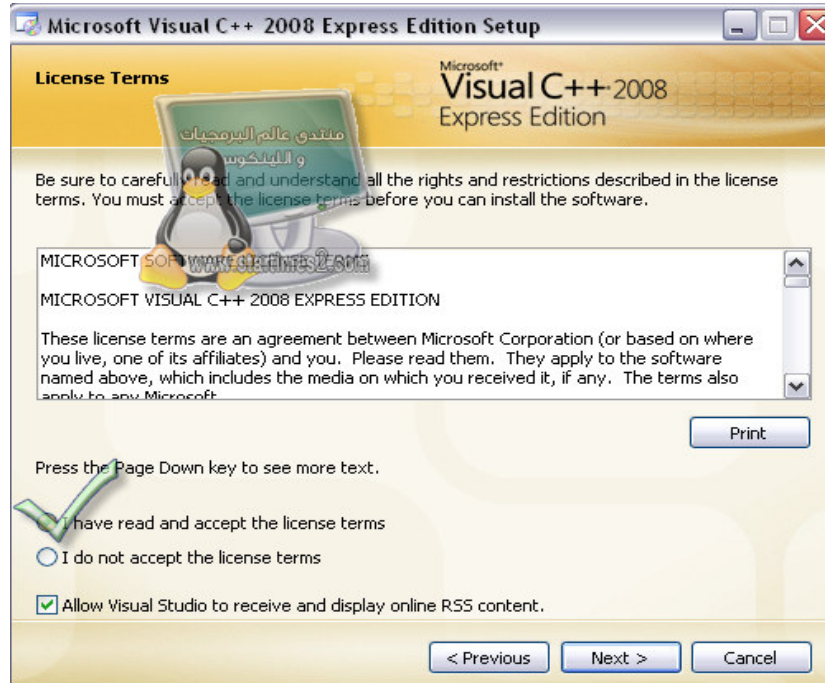 Microsoft Visual C++ 2008 Express Edition Setup
License Terms
Microsoft
Visual C++ 2008
Express Edition
منتدى عالم البرمجيات
و اللينكوس
Be sure to carefully read and understand all the rights and restrictions described in the license
terms. You must accept the license terms before you can install the software.
MICROSOFT SOFTWARE LICENSE TERMS
MICROSOFT VISUAL C++ 2008 EXPRESS EDITION
These license terms are an agreement between Microsoft Corporation (or based on where
you live, one of its affiliates) and you. Please read them. They apply to the software
named above, which includes the media on which you received it, if any. The terms also
apply to any Microsoft
Print
Press the Page Down key to see more text.
I have read and accept the license terms
I do not accept the license terms
Allow Visual Studio to receive and display online RSS content.
< Previous
Next >
Cancel